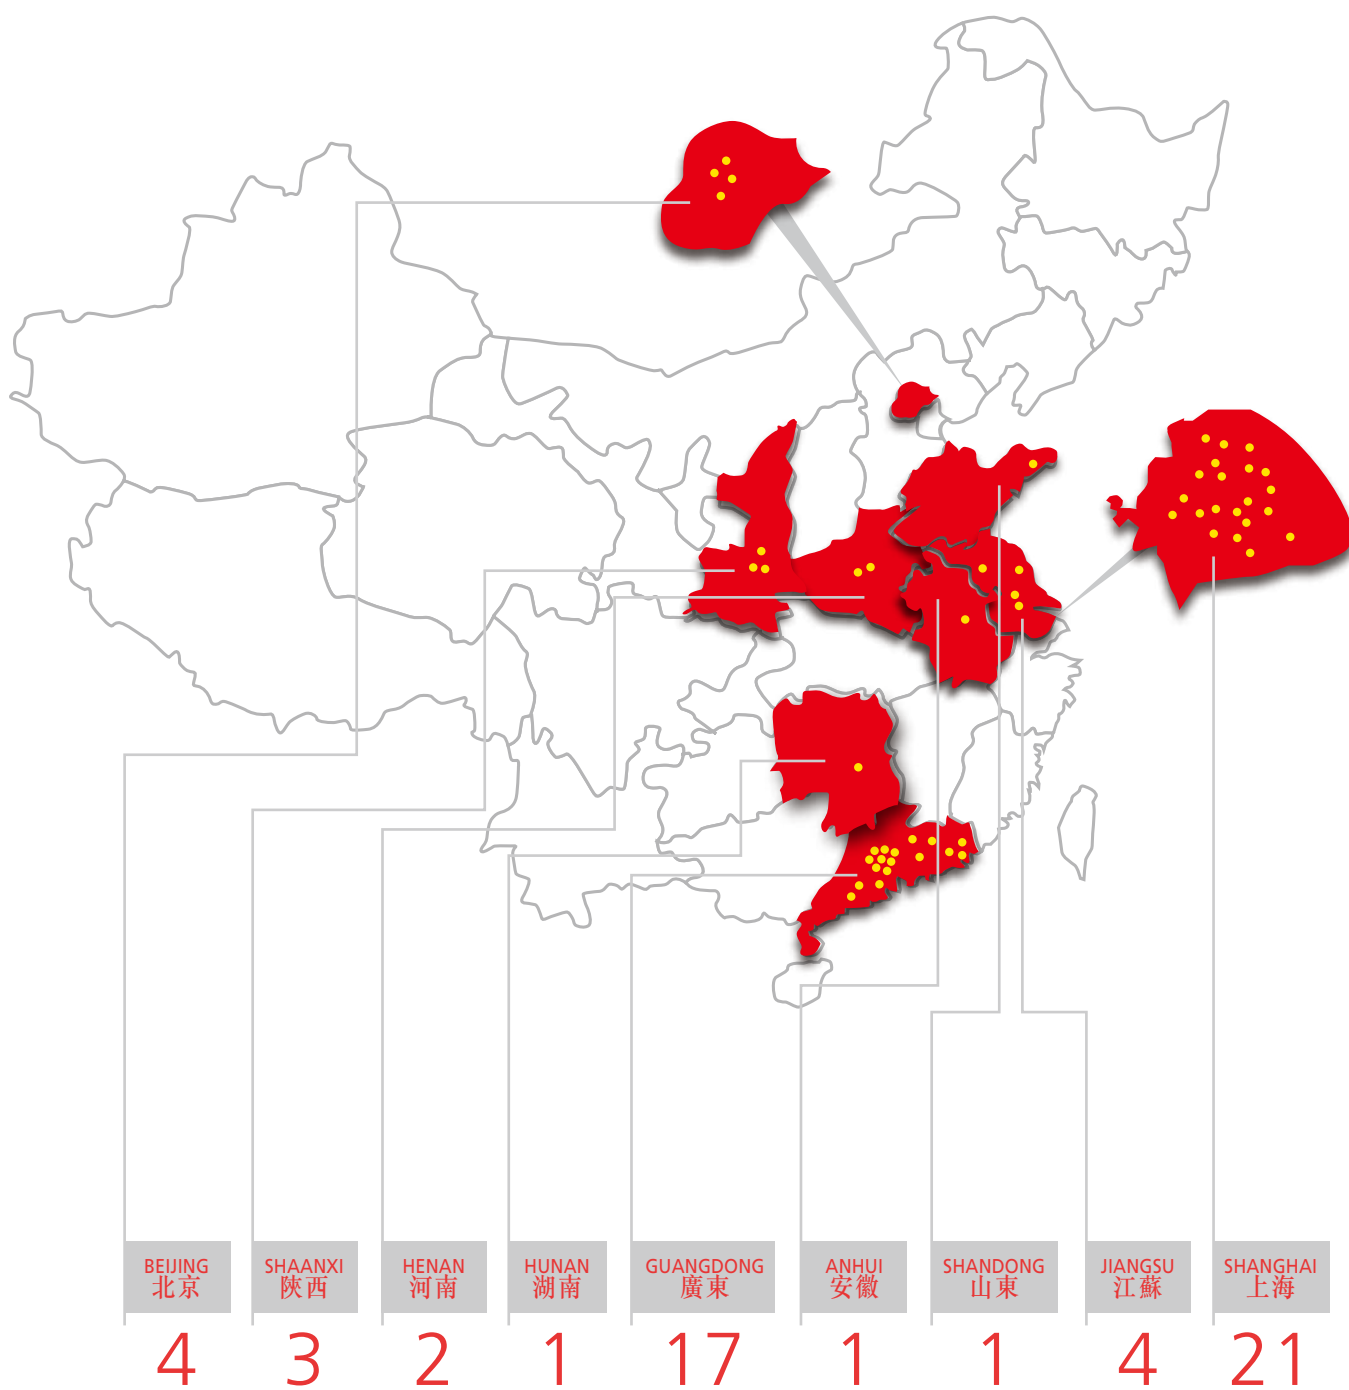 BEIJING
北京
4
SHAANXI
陝西
3
HENAN
河南
2
HUNAN
湖南
1
GUANGDONG
廣東
17
ANHUI
安徽
1
SHANDONG
山東
1
JIANGSU
江蘇
4
SHANGHAI
上海
21